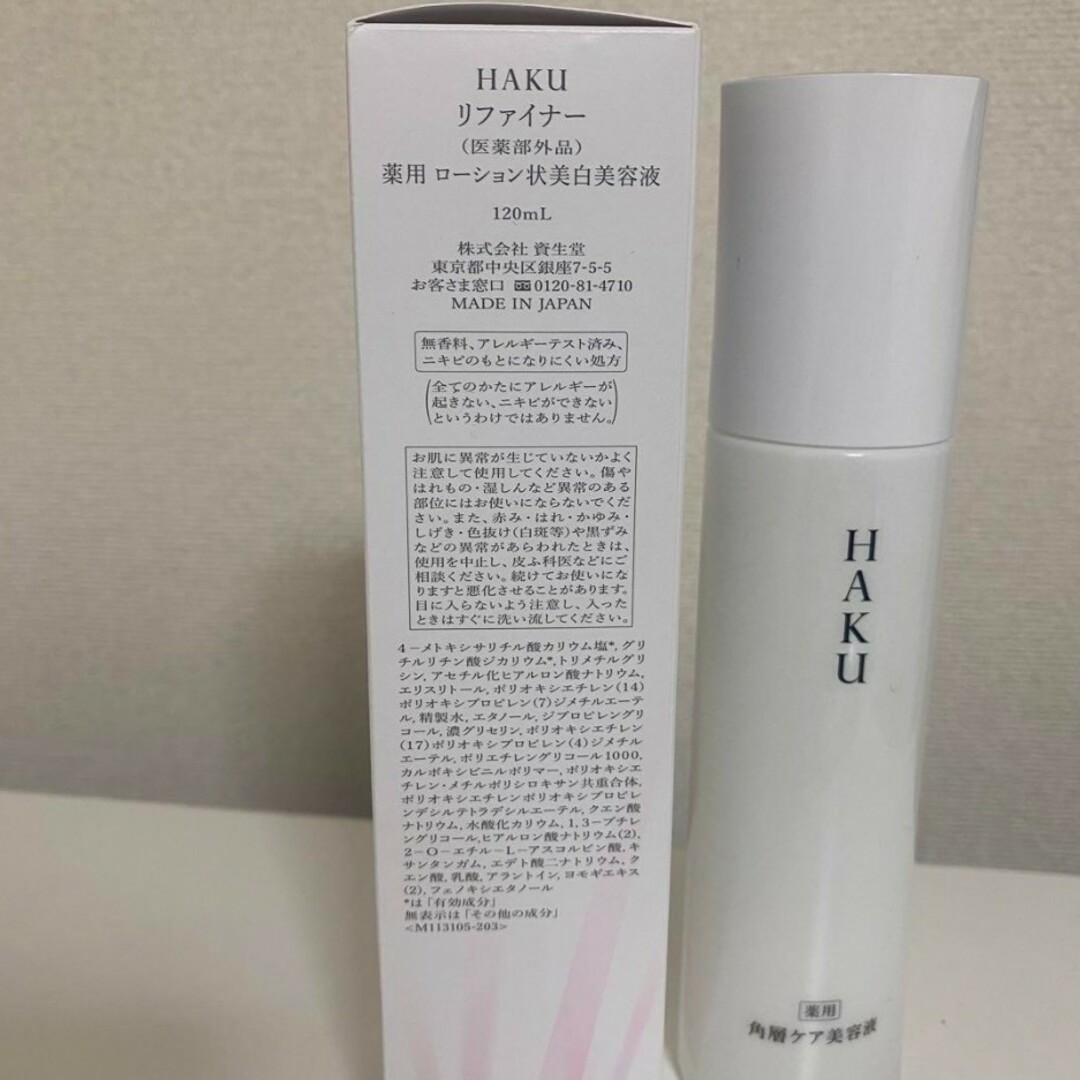 HAKU
リファイナー
（医薬部外品）
薬用 ローション状美白美容液
120mL
株式会社 資生堂
東京都中央区銀座7-5-5
お客さま窓口 0120-81-4710
MADE IN JAPAN
無香料、アレルギーテスト済み、
ニキビのもとになりにくい処方
（全てのかたにアレルギーが
起きない、ニキビができない
というわけではありません。）
お肌に異常が生じていないかよく
注意して使用してください。傷や
はれもの・湿しんなど異常のある
部位にはお使いにならないでくだ
さい。また、赤み・はれ・かゆみ・
しげき・色抜け(白斑等)や黒ずみ
などの異常があらわれたときは、
使用を中止し、皮ふ科医などにご
相談ください。続けてお使いにな
りますと悪化させることがあります。
目に入らないよう注意し、入った
ときはすぐに洗い流してください。
4－メトキシサリチル酸カリウム塩*, グリ
チルリチン酸ジカリウム*, トリメチルグリ
シン, アセチル化ヒアルロン酸ナトリウム,
エリスリトール, ポリオキシエチレン(14)
ポリオキシプロピレン(7)ジメチルエーテ
ル, 精製水, エタノール, ジプロピレングリ
コール, 濃グリセリン, ポリオキシエチレン
(17)ポリオキシプロピレン(4)ジメチル
エーテル, ポリエチレングリコール1000,
カルボキシビニルポリマー, ポリオキシエ
チレン・メチルポリシロキサン共重合体,
ポリオキシエチレンポリオキシプロピレ
ンデシルテトラデシルエーテル, クエン酸
ナトリウム, 水酸化カリウム, 1, 3－ブチレ
ングリコール, ヒアルロン酸ナトリウム(2),
2－O－エチル－L－アスコルビン酸, キ
サンタンガム, エデト酸二ナトリウム, ク
エン酸, 乳酸, アラントイン, ヨモギエキス
(2), フェノキシエタノール
*は「有効成分」
無表示は「その他の成分」
<M113105-203>
HAKU
薬用
角層ケア美容液